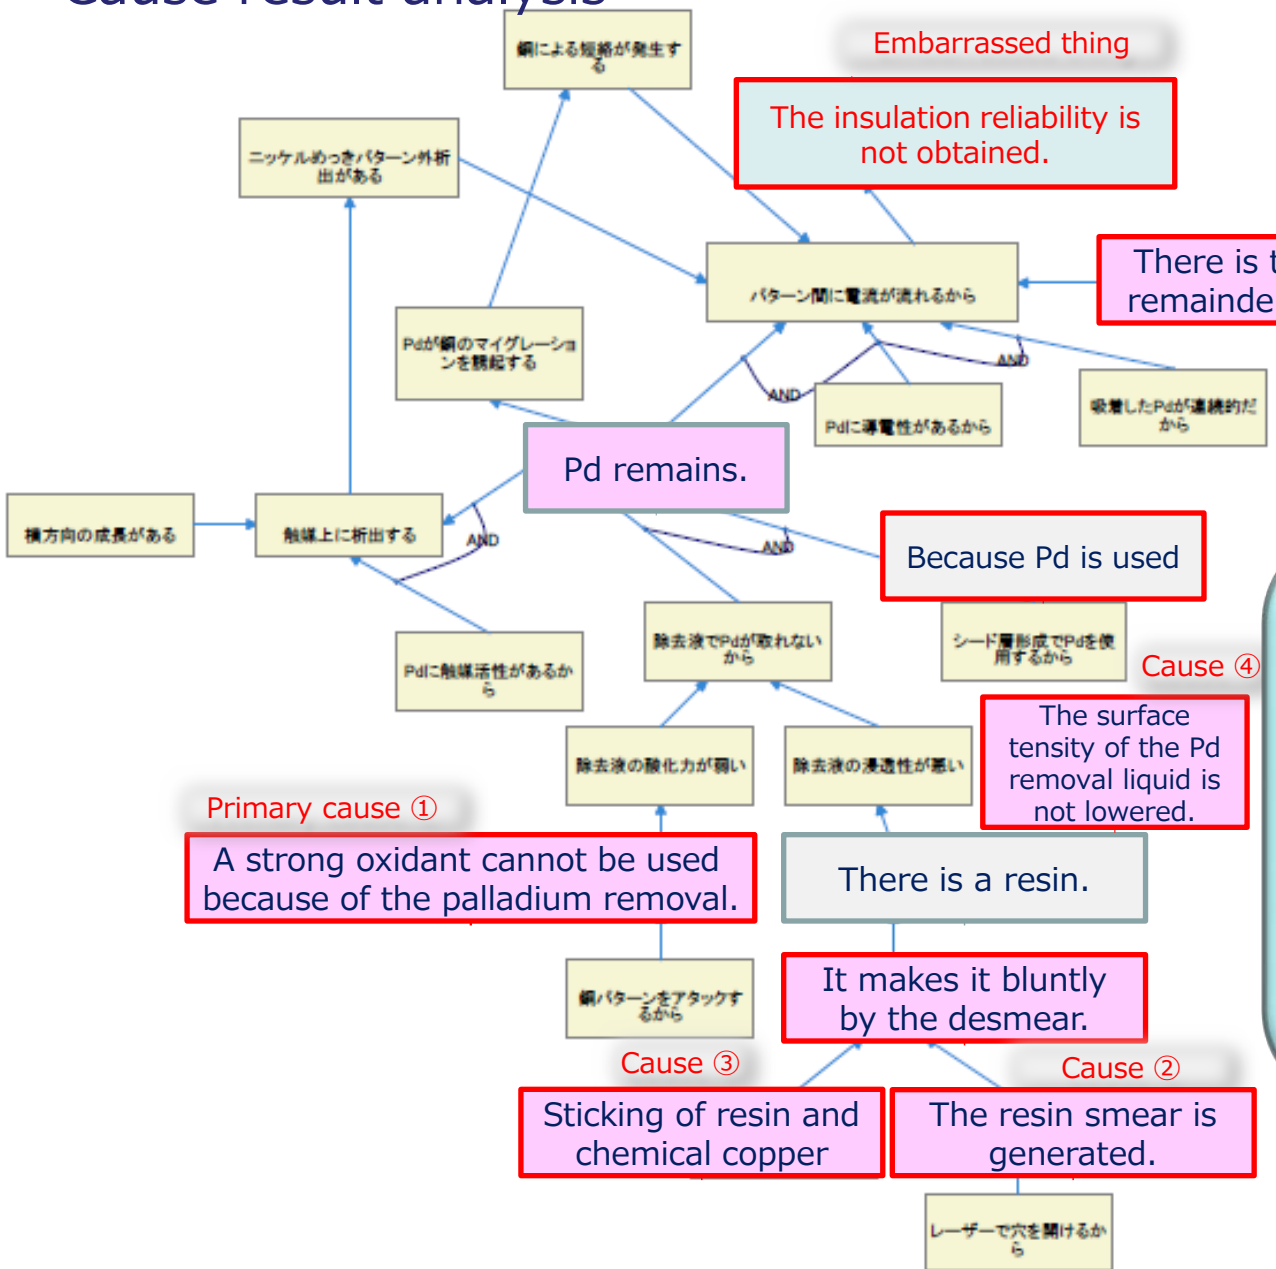 Cause result analysis
銅による短絡が発生す
る
Embarrassed thing
The insulation reliability is
not obtained.
ニッケルめっきパターン外析
出がある
There is t
remainde
パターン間に電流が流れるから
Pdが銅のマイグレーショ
ンを誘起する
AND
AND
Pdに導電性があるから
吸着したPdが連続的だ
から
Pd remains.
横方向の成長がある
触媒上に析出する
AND
AND
Because Pd is used
除去液でPdが取れない
から
シード層形成でPdを使
用するから
Pdに触媒活性があるか
ら
Cause ④
The surface
tensity of the Pd
removal liquid is
not lowered.
除去液の酸化力が弱い
除去液の浸透性が悪い
Primary cause ①
A strong oxidant cannot be used
because of the palladium removal.
There is a resin.
銅パターンをアタックす
るから
It makes it bluntly
by the desmear.
Cause ③
Cause ②
Sticking of resin and
chemical copper
The resin smear is
generated.
レーザーで穴を開けるか
ら